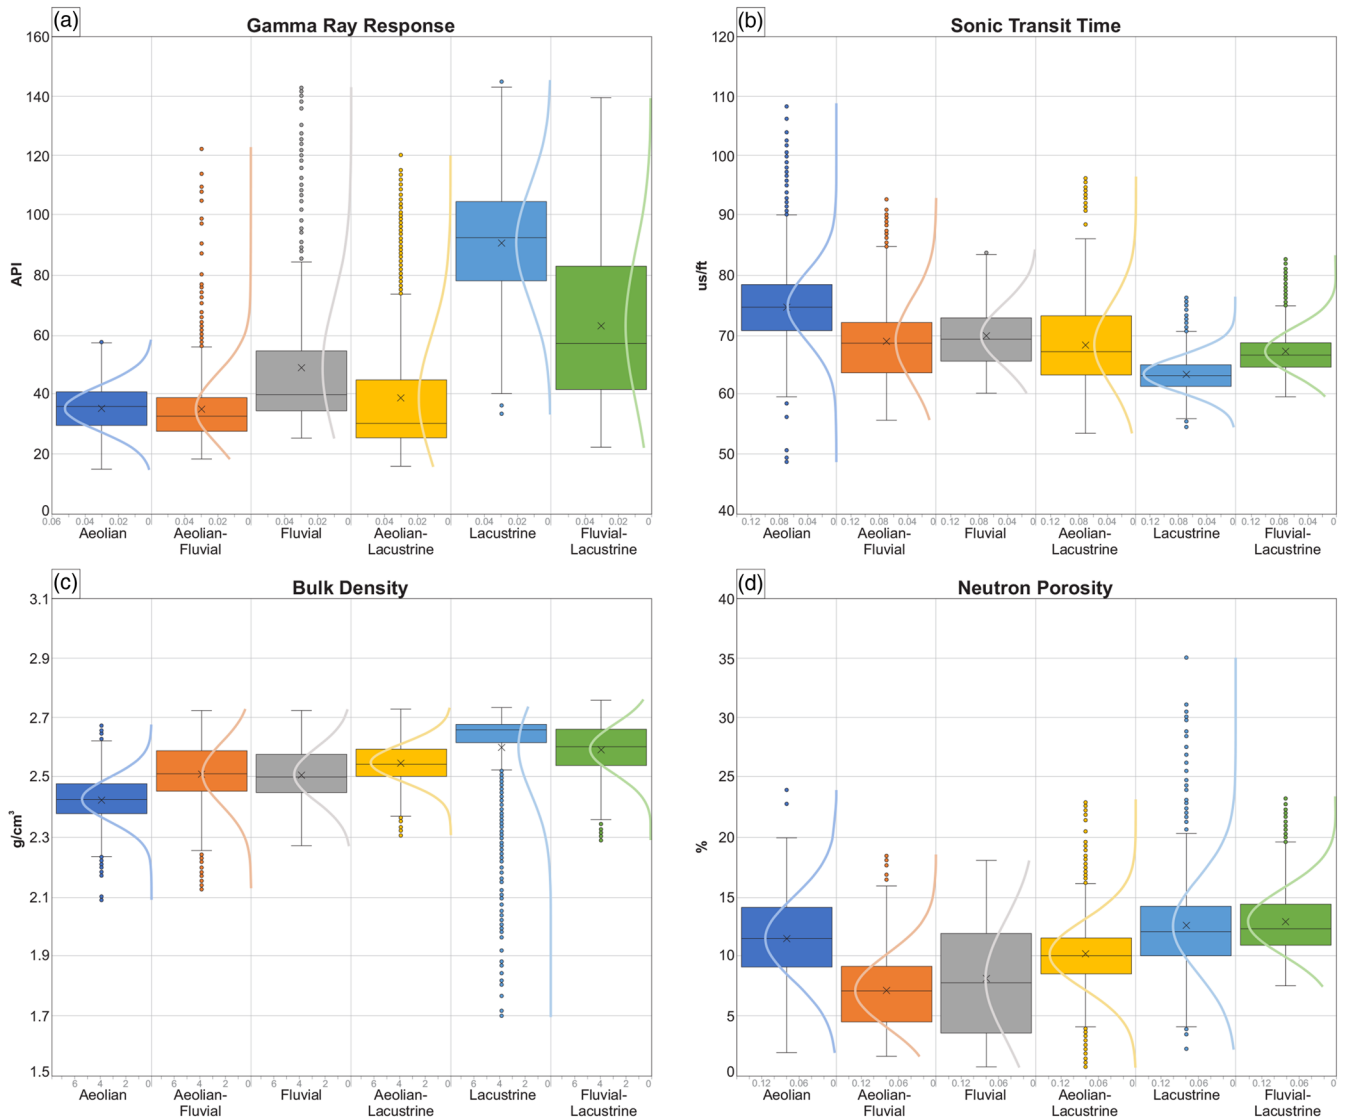 (a) Gamma Ray Response
160
140
120
100
80
60
40
20
0
API
0.06 0.04 0.02 0 0.04 0.02 0 0.04 0.02 0 0.04 0.02 0 0.04 0.02 0 0.04 0.02 0
Aeolian Aeolian- Fluvial Aeolian- Lacustrine Fluvial-
Fluvial Lacustrine Lacustrine
(b) Sonic Transit Time
120
110
100
90
80
70
60
50
40
us/ft
0.12 0.08 0.04 0 0.12 0.08 0.04 0 0.12 0.08 0.04 0 0.12 0.08 0.04 0 0.12 0.08 0.04 0 0.12 0.08 0.04 0
Aeolian Aeolian- Fluvial Aeolian- Lacustrine Fluvial-
Fluvial Lacustrine Lacustrine
(c) Bulk Density
3.1
2.9
2.7
2.5
2.3
2.1
1.9
1.7
1.5
g/cm³
6 4 2 0 6 4 2 0 6 4 2 0 6 4 2 0 6 4 2 0 6 4 2 0
Aeolian Aeolian- Fluvial Aeolian- Lacustrine Fluvial-
Fluvial Lacustrine Lacustrine
(d) Neutron Porosity
40
35
30
25
20
15
10
5
0
%
0.12 0.06 0 0.12 0.06 0 0.12 0.06 0 0.12 0.06 0 0.12 0.06 0 0.12 0.06 0
Aeolian Aeolian- Fluvial Aeolian- Lacustrine Fluvial-
Fluvial Lacustrine Lacustrine